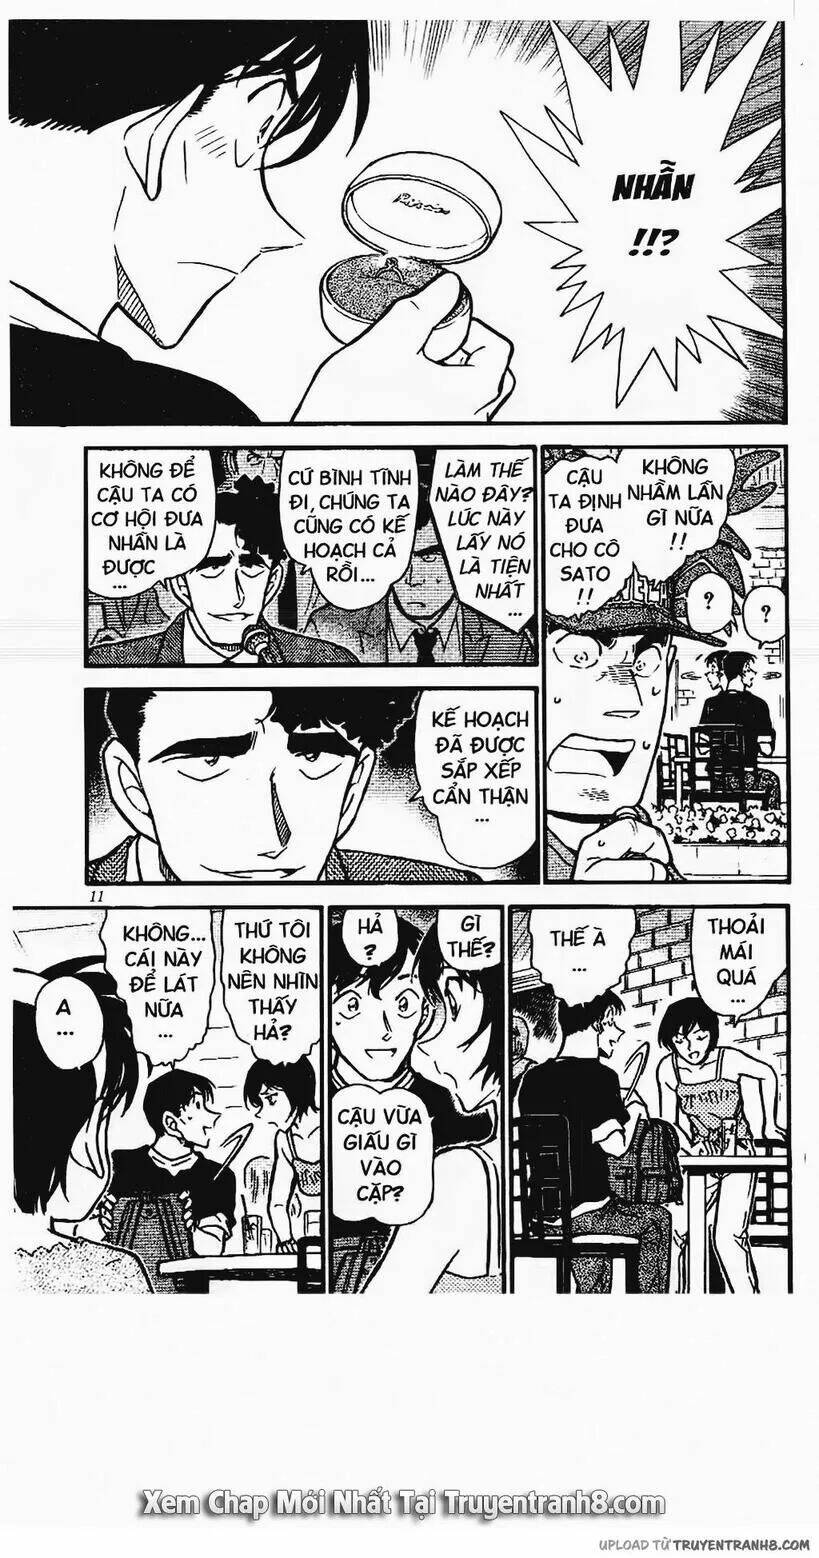 NHẪN
!!!?
KHÔNG
NHẦM LẪN
GÌ NỮA
!!
CẬU
TA ĐỊNH
ĐƯA
CHO CÔ
SATO
!!
?
?
LÀM THẾ
NÀO ĐÂY?
LÚC NÀY
LẤY NÓ
LÀ TIỆN
NHẤT
...
CỨ BÌNH TĨNH
ĐI, CHÚNG TA
CŨNG CÓ KẾ
HOẠCH CẢ
RỒI...
KHÔNG ĐỂ
CẬU TA CÓ
CƠ HỘI ĐƯA
NHẪN LÀ
ĐƯỢC
...
KẾ HOẠCH
ĐÃ ĐƯỢC
SẮP XẾP
CẨN THẬN
...
11
THOẢI
MÁI
QUÁ
...
THẾ À
...
GÌ
THẾ?
HẢ
?
CẬU VỪA
GIẤU GÌ
VÀO
CẶP?
THỨ TÔI
KHÔNG
NÊN NHÌN
THẤY
HẢ?
KHÔNG...
CÁI NÀY
ĐỂ LÁT
NỮA
...
A
...
Xem Chap Mới Nhất Tại Truyentranh8.com
UPLOAD TỪ TRUYENTRANH8.COM